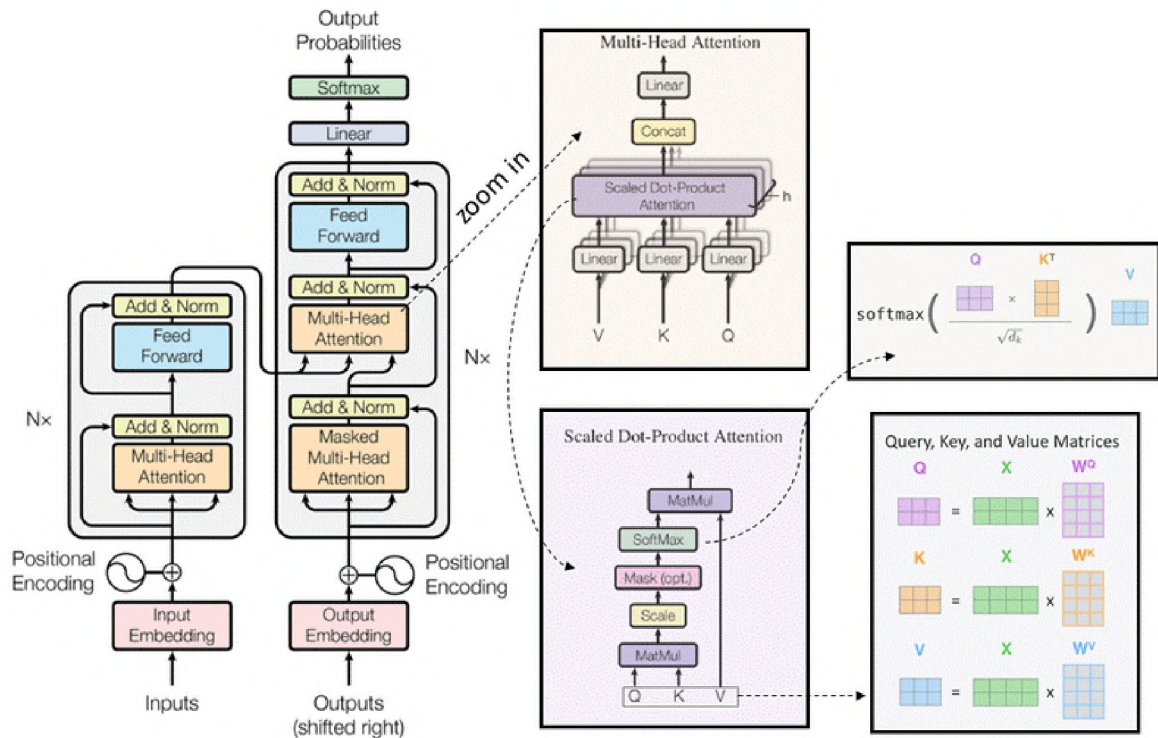 Output
Probabilities
Softmax
Linear
Add & Norm
Feed
Forward
Add & Norm
Multi-Head
Attention
Add & Norm
Masked
Multi-Head
Attention
N×
Positional
Encoding
Output
Embedding
Outputs
(shifted right)
Add & Norm
Feed
Forward
Add & Norm
Multi-Head
Attention
N×
Positional
Encoding
Input
Embedding
Inputs
zoom in
Multi-Head Attention
Linear
Concat
Scaled Dot-Product
Attention
h
Linear Linear Linear
V K Q
Scaled Dot-Product Attention
MatMul
SoftMax
Mask (opt.)
Scale
MatMul
Q K V
Q Kᵀ V
softmax ( × )
√dₖ
Query, Key, and Value Matrices
Q X W^Q
= ×
K X W^K
= ×
V X W^V
= ×